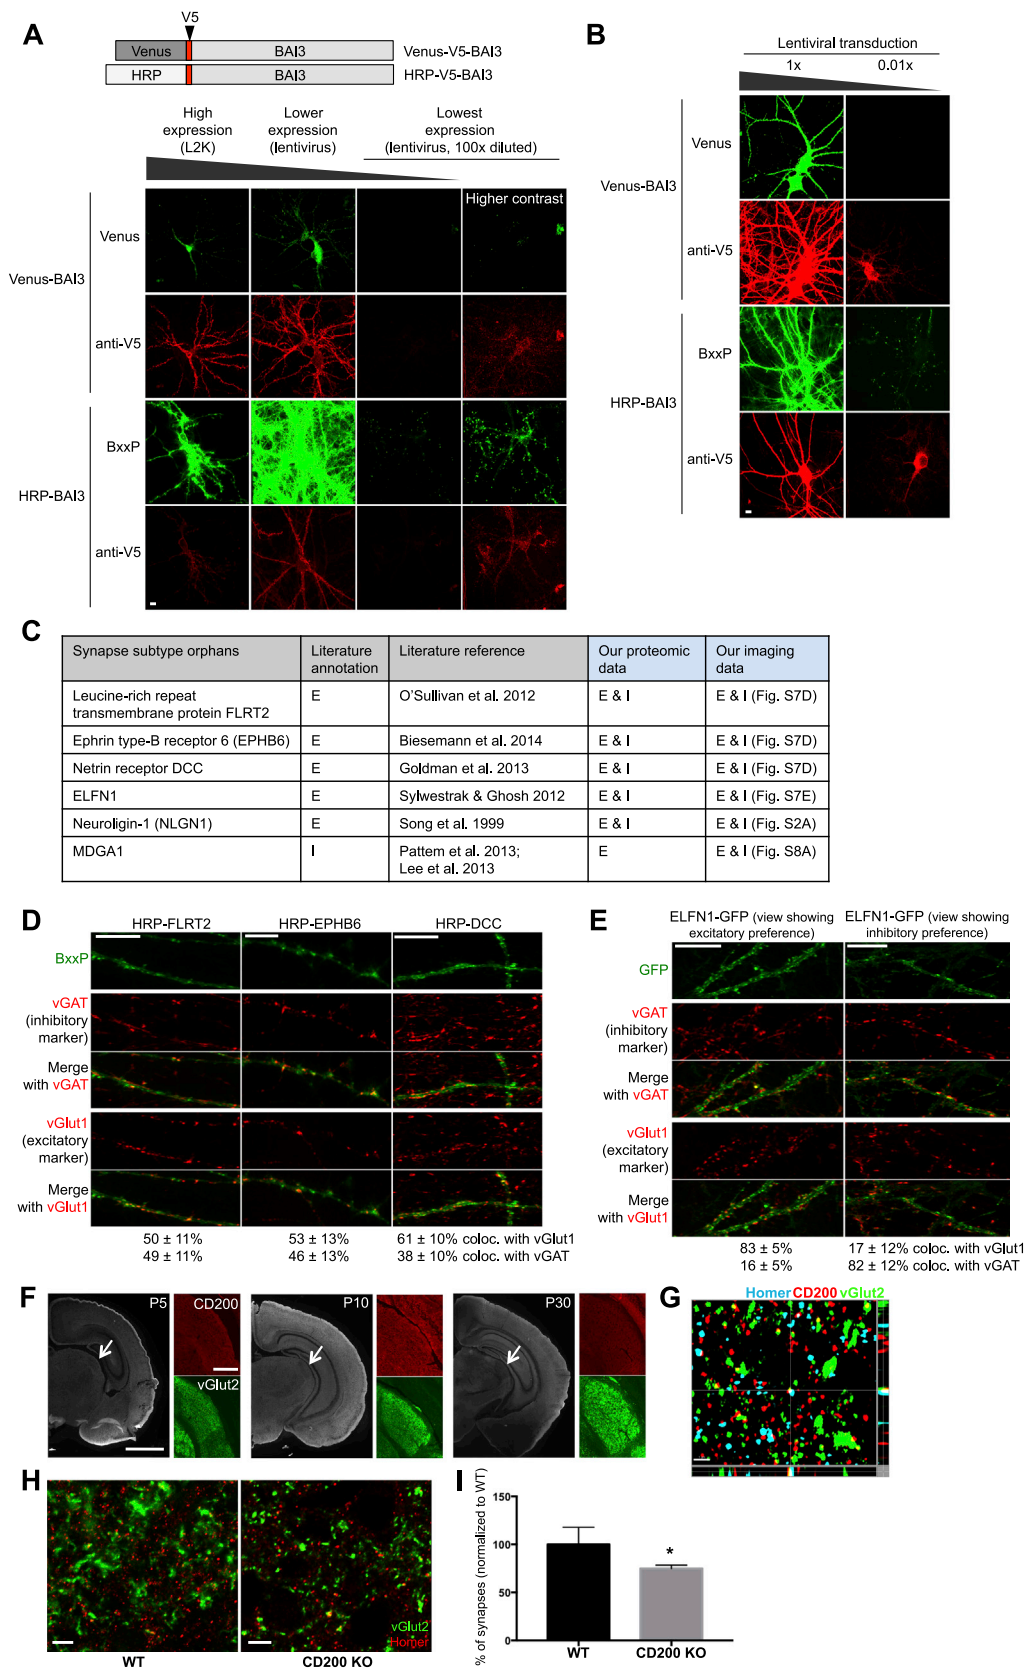 A
V5
Venus
BAI3
Venus-V5-BAI3
HRP
BAI3
HRP-V5-BAI3
High
expression
(L2K)
Lower
expression
(lentivirus)
Lowest
expression
(lentivirus, 100x diluted)
Higher contrast
Venus-BAI3
Venus
anti-V5
HRP-BAI3
BxxP
anti-V5
B
Lentiviral transduction
1x
0.01x
Venus-BAI3
Venus
anti-V5
HRP-BAI3
BxxP
anti-V5
C
Synapse subtype orphans
Literature
annotation
Literature reference
Our proteomic
data
Our imaging
data
Leucine-rich repeat
transmembrane protein FLRT2
E
O'Sullivan et al. 2012
E & I
E & I (Fig. S7D)
Ephrin type-B receptor 6 (EPHB6)
E
Biesemann et al. 2014
E & I
E & I (Fig. S7D)
Netrin receptor DCC
E
Goldman et al. 2013
E & I
E & I (Fig. S7D)
ELFN1
E
Sylwestrak & Ghosh 2012
E & I
E & I (Fig. S7E)
Neuroligin-1 (NLGN1)
E
Song et al. 1999
E & I
E & I (Fig. S2A)
MDGA1
I
Pattem et al. 2013;
Lee et al. 2013
E
E & I (Fig. S8A)
D
HRP-FLRT2
HRP-EPHB6
HRP-DCC
BxxP
vGAT
(inhibitory
marker)
Merge
with vGAT
vGlut1
(excitatory
marker)
Merge
with vGlut1
50 ± 11%
53 ± 13%
61 ± 10% coloc. with vGlut1
49 ± 11%
46 ± 13%
38 ± 10% coloc. with vGAT
E
ELFN1-GFP (view showing
excitatory preference)
ELFN1-GFP (view showing
inhibitory preference)
GFP
vGAT
(inhibitory
marker)
Merge
with vGAT
vGlut1
(excitatory
marker)
Merge
with vGlut1
83 ± 5%
17 ± 12% coloc. with vGlut1
16 ± 5%
82 ± 12% coloc. with vGAT
F
P5
CD200
vGlut2
P10
P30
G
Homer CD200 vGlut2
H
vGlut2
Homer
WT
CD200 KO
I
% of synapses (normalized to WT)
150
100
50
0
*
WT
CD200 KO